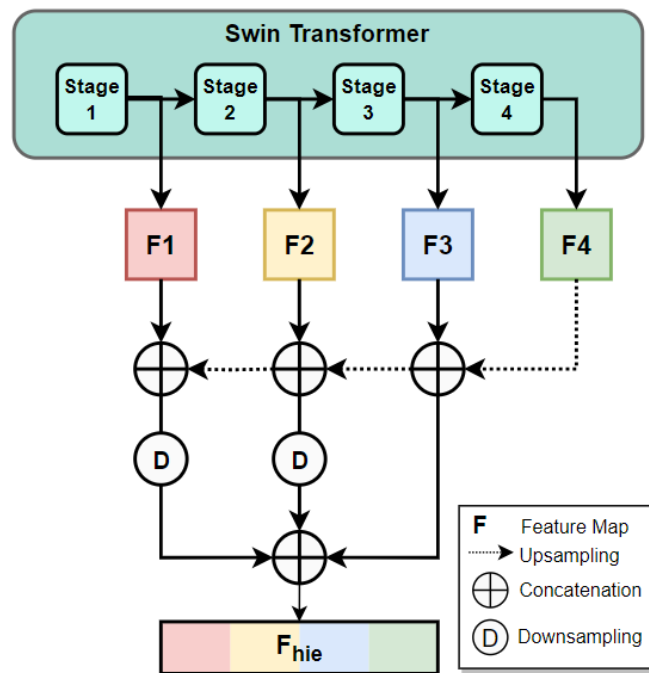 Swin Transformer
Stage
1
Stage
2
Stage
3
Stage
4
F1
F2
F3
F4
D
D
F Feature Map
Upsampling
Concatenation
D Downsampling
F_hie